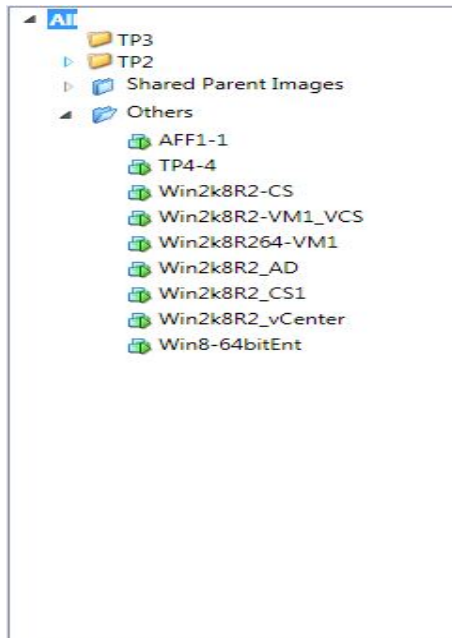 All
TP3
TP2
Shared Parent Images
Others
AFF1-1
TP4-4
Win2k8R2-CS
Win2k8R2-VM1_VCS
Win2k8R264-VM1
Win2k8R2_AD
Win2k8R2_CS1
Win2k8R2_vCenter
Win8-64bitEnt